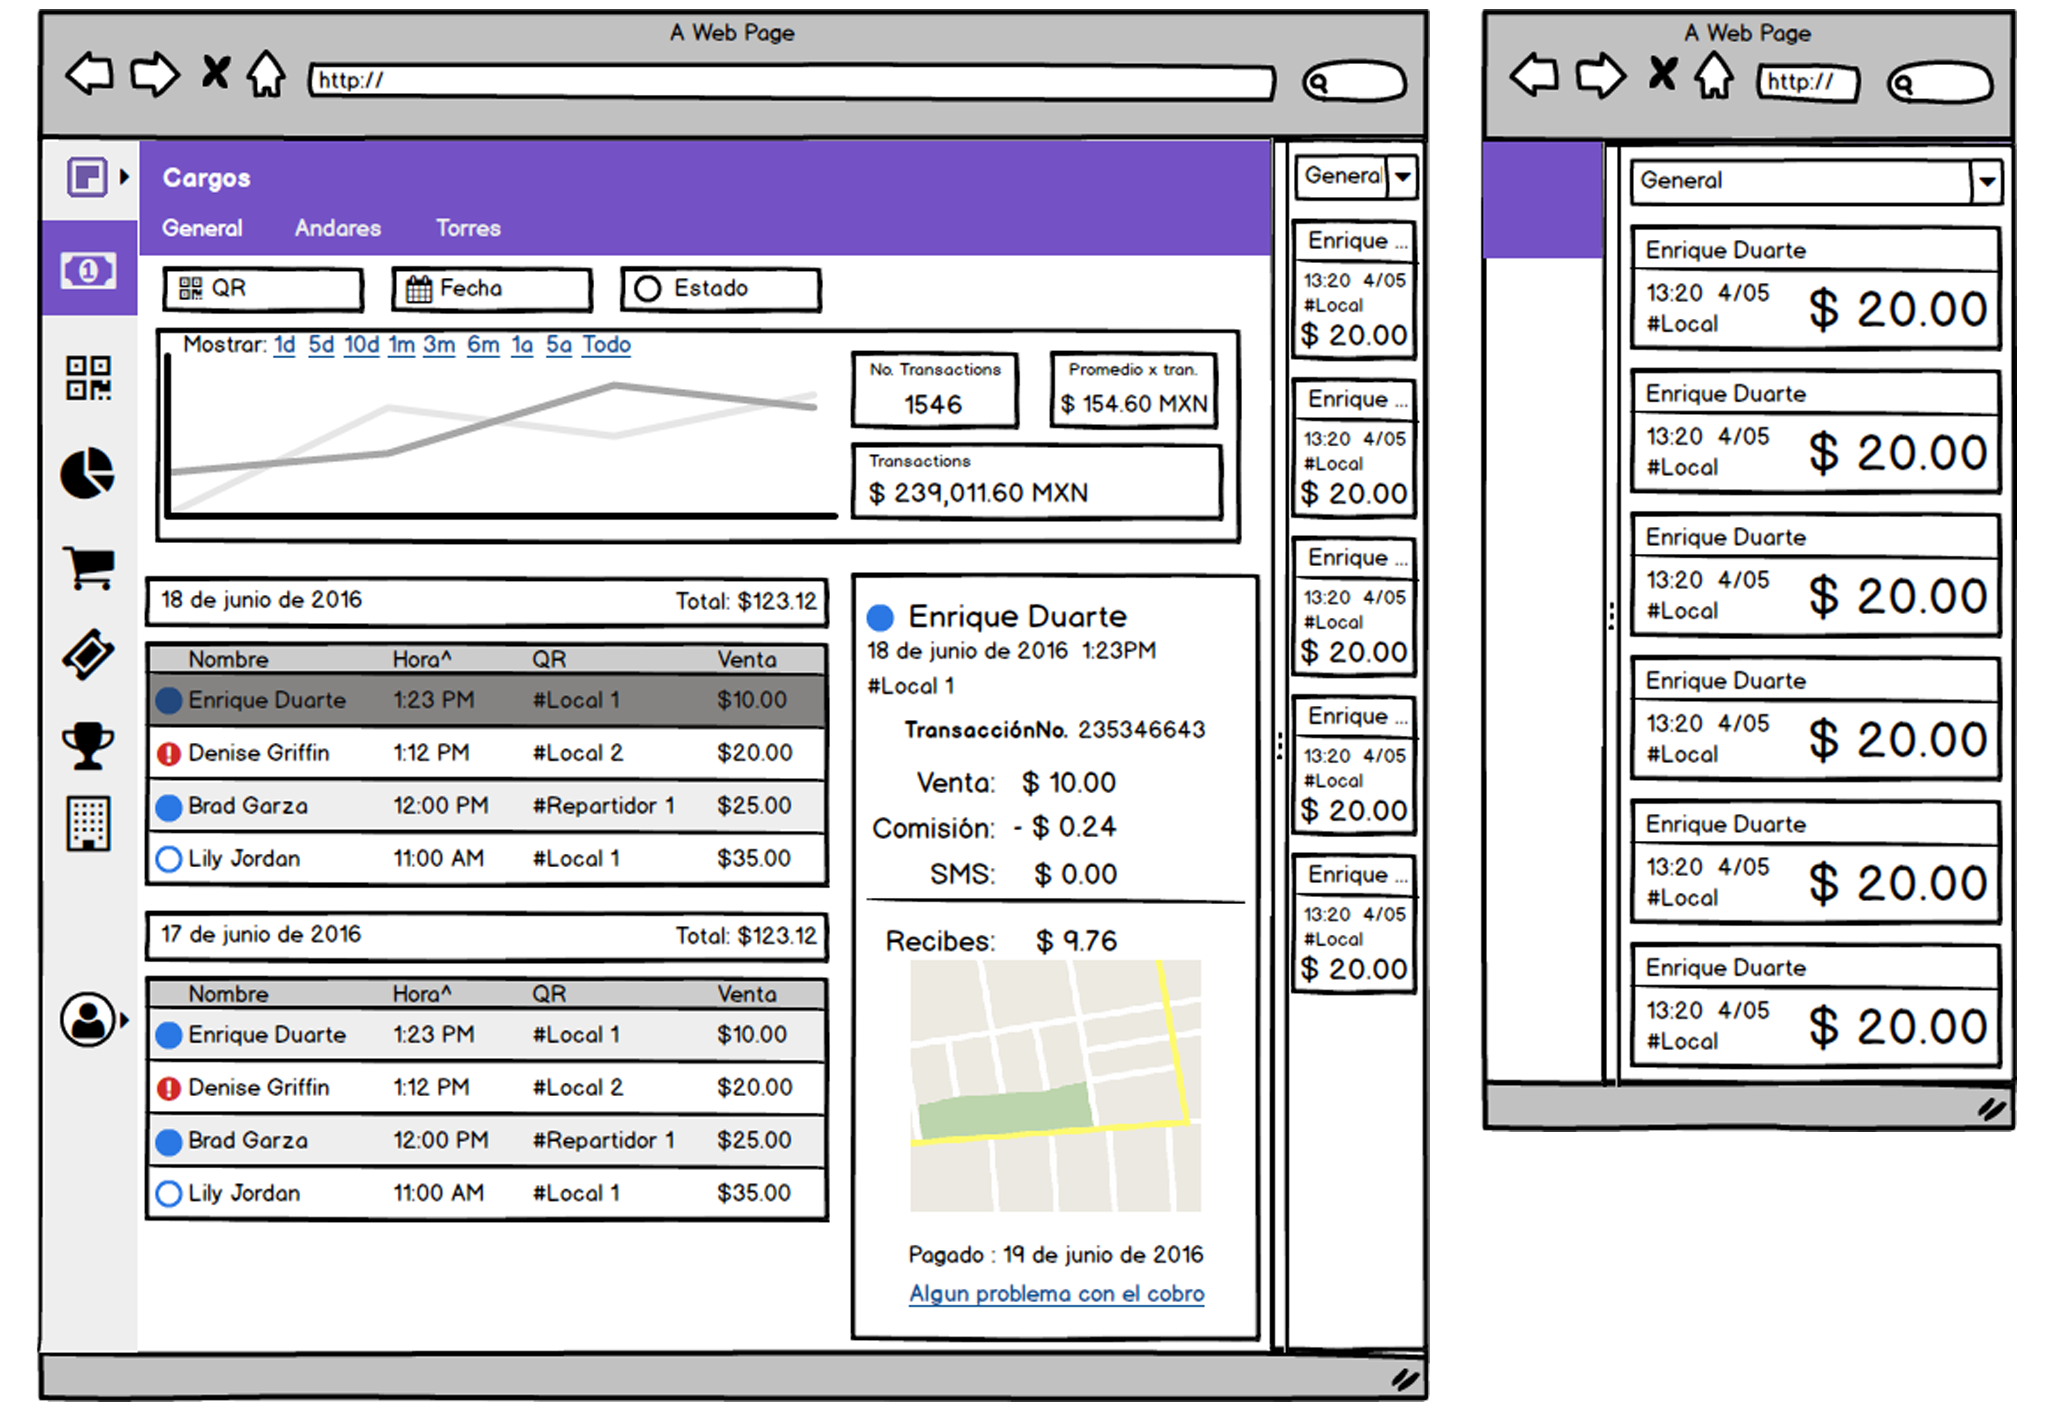 A Web Page
http://
Cargos
General Andares Torres
QR Fecha Estado
Mostrar: 1d 5d 10d 1m 3m 6m 1a 5a Todo
No. Transactions
1546
Promedio x tran.
$ 154.60 MXN
Transactions
$ 239,011.60 MXN
18 de junio de 2016 Total: $123.12
Nombre Hora^ QR Venta
Enrique Duarte 1:23 PM #Local 1 $10.00
Denise Griffin 1:12 PM #Local 2 $20.00
Brad Garza 12:00 PM #Repartidor 1 $25.00
Lily Jordan 11:00 AM #Local 1 $35.00
17 de junio de 2016 Total: $123.12
Nombre Hora^ QR Venta
Enrique Duarte 1:23 PM #Local 1 $10.00
Denise Griffin 1:12 PM #Local 2 $20.00
Brad Garza 12:00 PM #Repartidor 1 $25.00
Lily Jordan 11:00 AM #Local 1 $35.00
Enrique Duarte
18 de junio de 2016 1:23PM
#Local 1
TransacciónNo. 235346643
Venta: $ 10.00
Comisión: - $ 0.24
SMS: $ 0.00
Recibes: $ 9.76
Pagado : 19 de junio de 2016
Algun problema con el cobro
General
Enrique ...
13:20 4/05
#Local
$ 20.00
Enrique ...
13:20 4/05
#Local
$ 20.00
Enrique ...
13:20 4/05
#Local
$ 20.00
Enrique ...
13:20 4/05
#Local
$ 20.00
Enrique ...
13:20 4/05
#Local
$ 20.00
A Web Page
http://
General
Enrique Duarte
13:20 4/05
#Local
$ 20.00
Enrique Duarte
13:20 4/05
#Local
$ 20.00
Enrique Duarte
13:20 4/05
#Local
$ 20.00
Enrique Duarte
13:20 4/05
#Local
$ 20.00
Enrique Duarte
13:20 4/05
#Local
$ 20.00
Enrique Duarte
13:20 4/05
#Local
$ 20.00